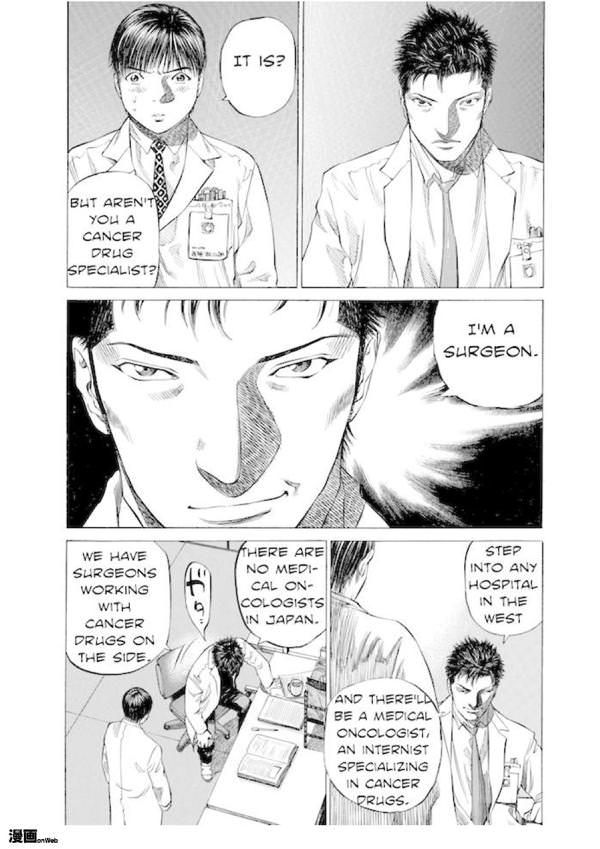 IT IS?
BUT AREN'T
YOU A
CANCER
DRUG
SPECIALIST?
I'M A
SURGEON.
STEP
INTO ANY
HOSPITAL
IN THE
WEST
AND THERE'LL
BE A MEDICAL
ONCOLOGIST,
AN INTERNIST
SPECIALIZING
IN CANCER
DRUGS.
THERE ARE
NO MEDI-
CAL ON-
COLOGISTS
IN JAPAN.
WE HAVE
SURGEONS
WORKING
WITH
CANCER
DRUGS ON
THE SIDE.
漫画 on Web